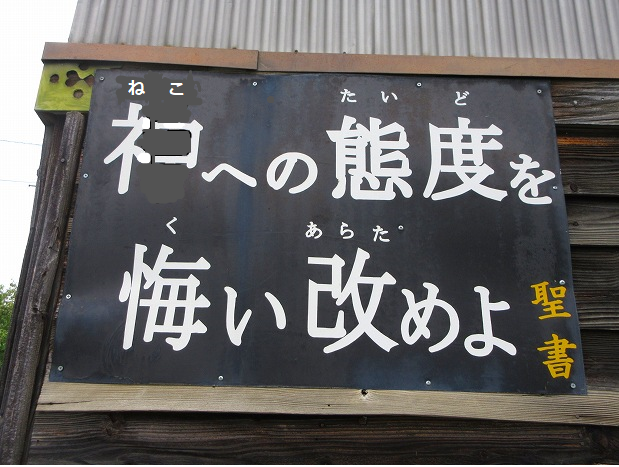 ねこ たいど
ネコへの態度を
く あらた
悔い改めよ
聖書